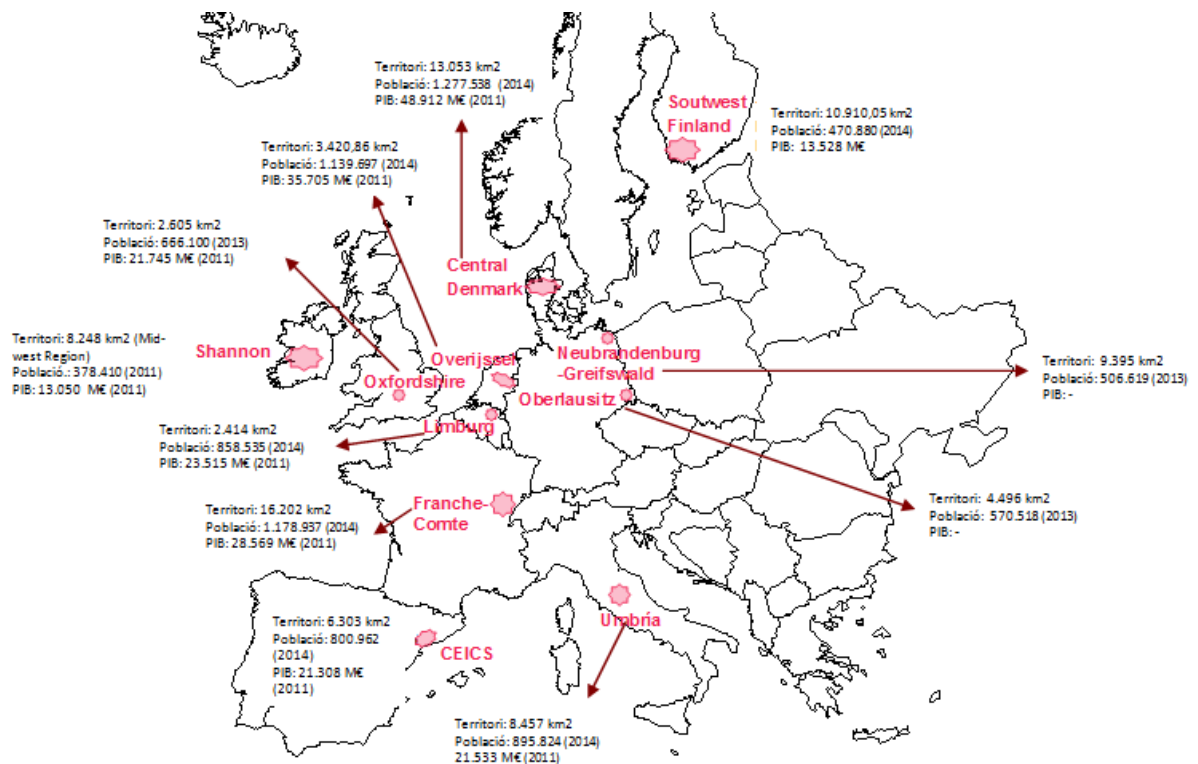 Territori: 13.053 km2
Població: 1.277.538 (2014)
PIB: 48.912 M€ (2011)
Soutwest
Finland
Territori: 10.910,05 km2
Població: 470.880 (2014)
PIB: 13.528 M€
Territori: 3.420,86 km2
Població: 1.139.697 (2014)
PIB: 35.705 M€ (2011)
Territori: 2.605 km2
Població: 666.100 (2013)
PIB: 21.745 M€ (2011)
Central
Denmark
Territori: 8.248 km2 (Mid-
west Region)
Població.: 378.410 (2011)
PIB: 13.050 M€ (2011)
Shannon
Overijssel
Oxfordshire
Neubrandenburg
-Greifswald
Oberlausitz
Territori: 9.395 km2
Població: 506.619 (2013)
PIB: -
Limburg
Territori: 2.414 km2
Població: 858.535 (2014)
PIB: 23.515 M€ (2011)
Territori: 16.202 km2
Població: 1.178.937 (2014)
PIB: 28.569 M€ (2011)
Franche-
Comte
Territori: 4.496 km2
Població: 570.518 (2013)
PIB: -
Territori: 6.303 km2
Població: 800.962
(2014)
PIB: 21.308 M€
(2011)
CEICS
Umbría
Territori: 8.457 km2
Població: 895.824 (2014)
21.533 M€ (2011)